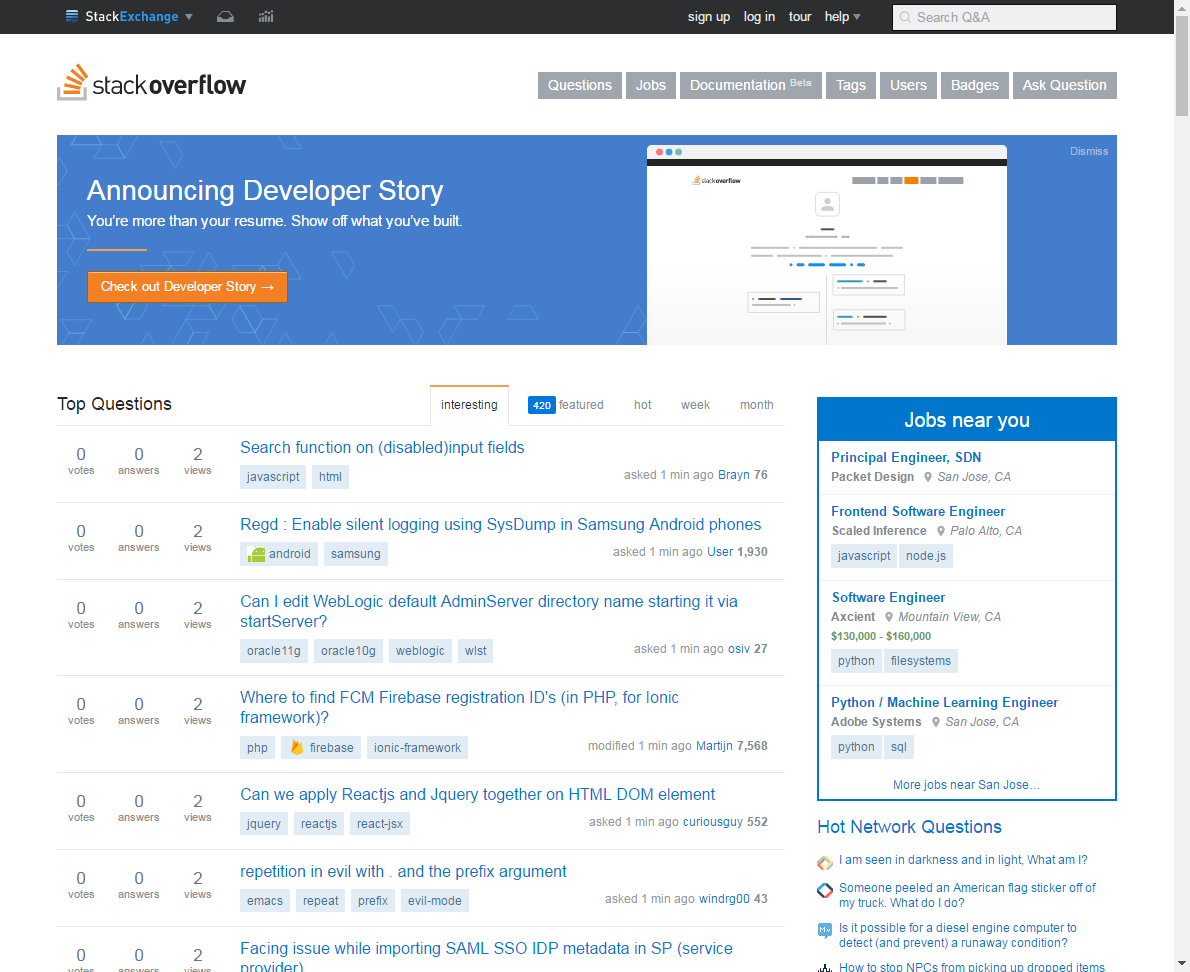 StackExchange
sign up log in tour help
Search Q&A
stackoverflow
Questions Jobs Documentation Beta Tags Users Badges Ask Question
Dismiss
Announcing Developer Story
You're more than your resume. Show off what you've built.
Check out Developer Story →
stackoverflow
Top Questions
interesting 420 featured hot week month
0 votes 0 answers 2 views
Search function on (disabled)input fields
javascript html
asked 1 min ago Brayn 76
0 votes 0 answers 2 views
Regd : Enable silent logging using SysDump in Samsung Android phones
android samsung
asked 1 min ago User 1,930
0 votes 0 answers 2 views
Can I edit WebLogic default AdminServer directory name starting it via
startServer?
oracle11g oracle10g weblogic wlst
asked 1 min ago osiv 27
0 votes 0 answers 2 views
Where to find FCM Firebase registration ID's (in PHP, for Ionic
framework)?
php firebase ionic-framework
modified 1 min ago Martijn 7,568
0 votes 0 answers 2 views
Can we apply Reactjs and Jquery together on HTML DOM element
jquery reactjs react-jsx
asked 1 min ago curiousguy 552
0 votes 0 answers 2 views
repetition in evil with . and the prefix argument
emacs repeat prefix evil-mode
asked 1 min ago windrg00 43
0 votes 0 answers 2 views
Facing issue while importing SAML SSO IDP metadata in SP (service
provider)
Jobs near you
Principal Engineer, SDN
Packet Design San Jose, CA
Frontend Software Engineer
Scaled Inference Palo Alto, CA
javascript node.js
Software Engineer
Axcient Mountain View, CA
$130,000 - $160,000
python filesystems
Python / Machine Learning Engineer
Adobe Systems San Jose, CA
python sql
More jobs near San Jose...
Hot Network Questions
I am seen in darkness and in light, What am I?
Someone peeled an American flag sticker off of
my truck. What do I do?
Mv
Is it possible for a diesel engine computer to
detect (and prevent) a runaway condition?
How to stop NPCs from picking up dropped items